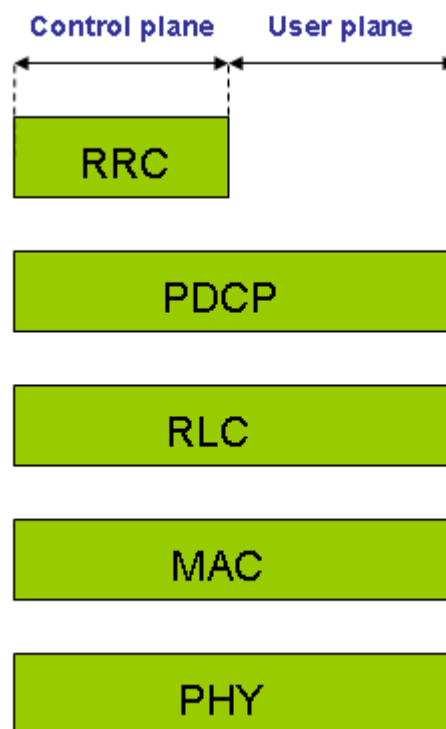 Control plane User plane
RRC
PDCP
RLC
MAC
PHY